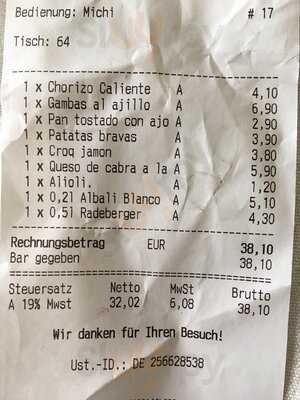 Bedienung: Michi # 17
Tisch: 64
1 x Chorizo Caliente A 4,10
1 x Gambas al ajillo A 6,90
1 x Pan tostado con ajo A 2,90
1 x Patatas bravas A 3,90
1 x Croq jamon A 3,80
1 x Queso de cabra a la A 5,90
1 x Alioli. A 1,20
1 x 0,2l Albali Blanco A 5,10
1 x 0,5l Radeberger A 4,30
Rechnungsbetrag EUR 38,10
Bar gegeben 38,10
Steuersatz Netto MwSt Brutto
A 19% Mwst 32,02 6,08 38,10
Wir danken für Ihren Besuch!
Ust.-ID.: DE 256628538